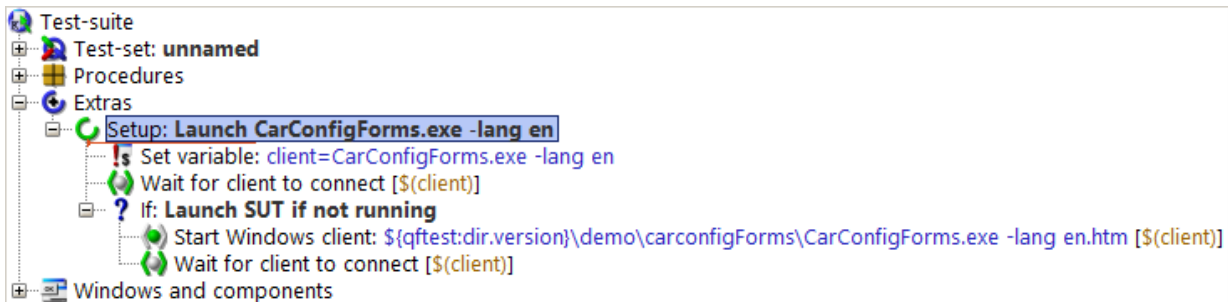 Test-suite
Test-set: unnamed
Procedures
Extras
Setup: Launch CarConfigForms.exe -lang en
Set variable: client=CarConfigForms.exe -lang en
Wait for client to connect [$(client)]
If: Launch SUT if not running
Start Windows client: ${qftest:dir.version}\demo\carconfigForms\CarConfigForms.exe -lang en.htm [$(client)]
Wait for client to connect [$(client)]
Windows and components